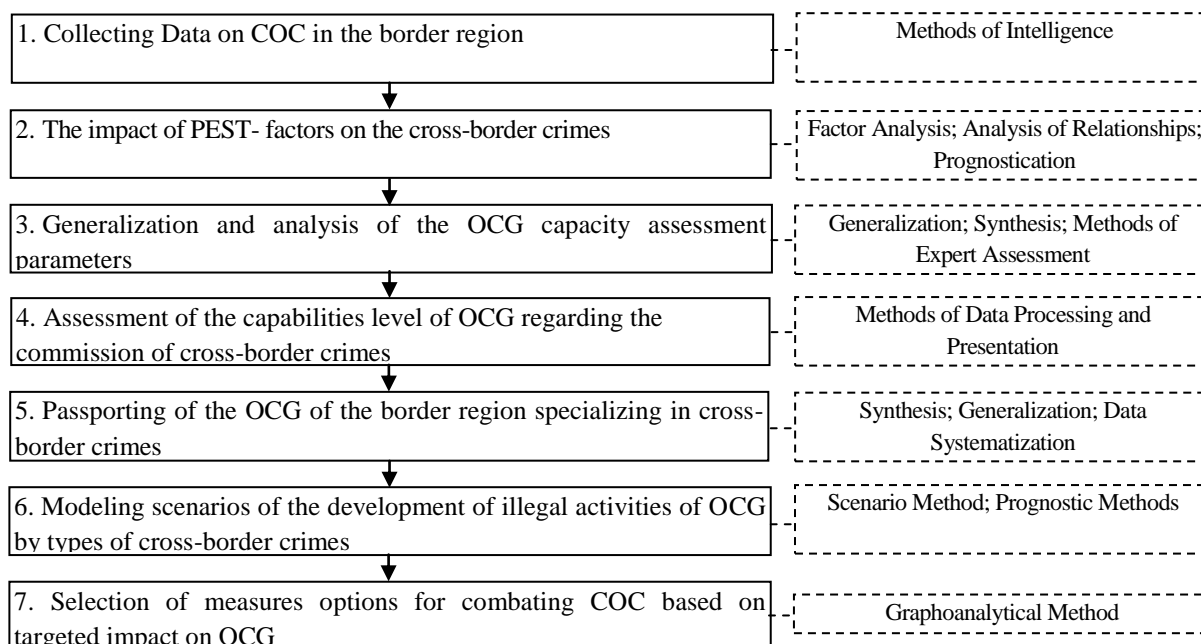 1. Collecting Data on COC in the border region
Methods of Intelligence
2. The impact of PEST- factors on the cross-border crimes
Factor Analysis; Analysis of Relationships;
Prognostication
3. Generalization and analysis of the OCG capacity assessment
parameters
Generalization; Synthesis; Methods of
Expert Assessment
4. Assessment of the capabilities level of OCG regarding the
commission of cross-border crimes
Methods of Data Processing and
Presentation
5. Passporting of the OCG of the border region specializing in cross-
border crimes
Synthesis; Generalization; Data
Systematization
6. Modeling scenarios of the development of illegal activities of OCG
by types of cross-border crimes
Scenario Method; Prognostic Methods
7. Selection of measures options for combating COC based on
targeted impact on OCG
Graphoanalytical Method